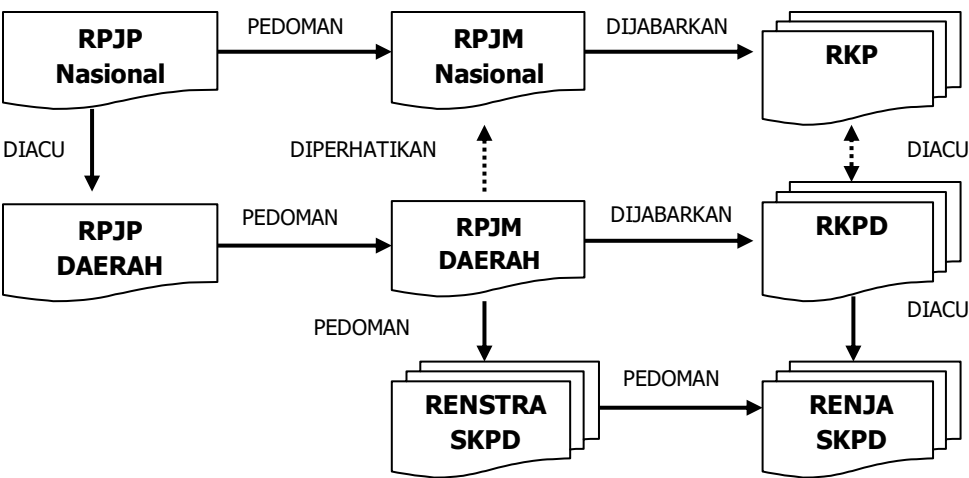 RPJP
Nasional
PEDOMAN
RPJM
Nasional
DIJABARKAN
RKP
DIACU
DIPERHATIKAN
DIACU
RPJP
DAERAH
PEDOMAN
RPJM
DAERAH
DIJABARKAN
RKPD
PEDOMAN
DIACU
RENSTRA
SKPD
PEDOMAN
RENJA
SKPD